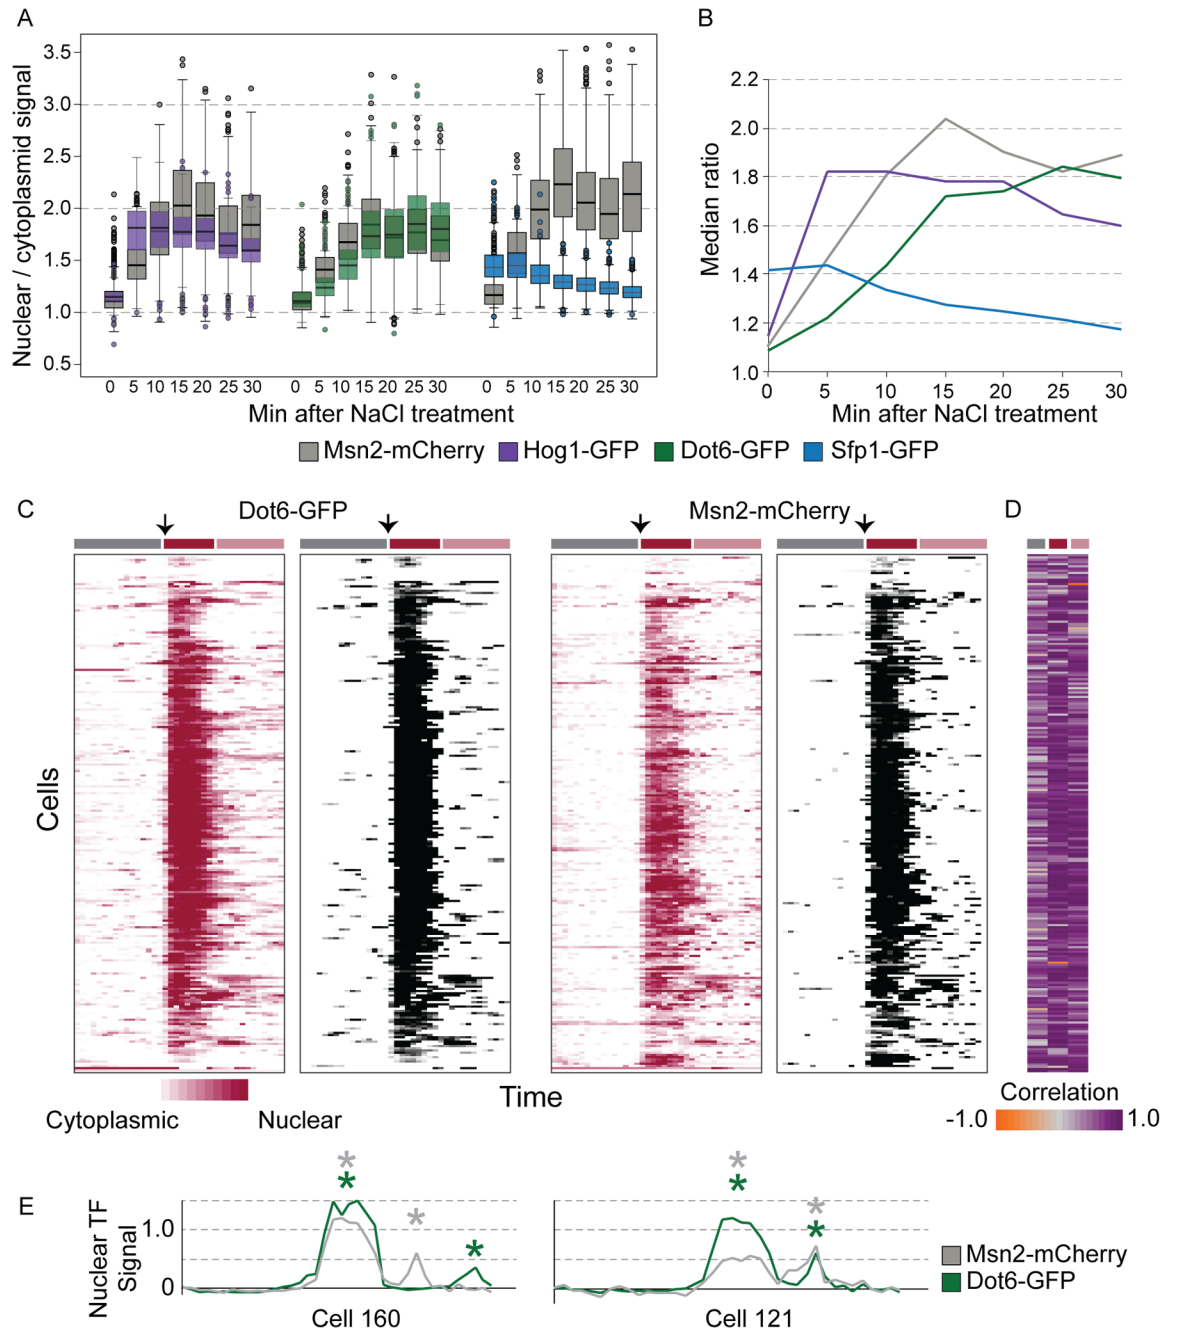 A
B
Nuclear / cytoplasmid signal
3.5
3.0
2.5
2.0
1.5
1.0
0.5
0 5 10 15 20 25 30 0 5 10 15 20 25 30 0 5 10 15 20 25 30
Min after NaCl treatment
Median ratio
2.2
2.0
1.8
1.6
1.4
1.2
1.0
0 5 10 15 20 25 30
Min after NaCl treatment
Msn2-mCherry Hog1-GFP Dot6-GFP Sfp1-GFP
C
Dot6-GFP
Msn2-mCherry
D
Cells
Time
Cytoplasmic
Nuclear
Correlation
-1.0
1.0
E
Nuclear TF
Signal
1.0
0
* * * *
* * * *
Cell 160
Cell 121
Msn2-mCherry
Dot6-GFP